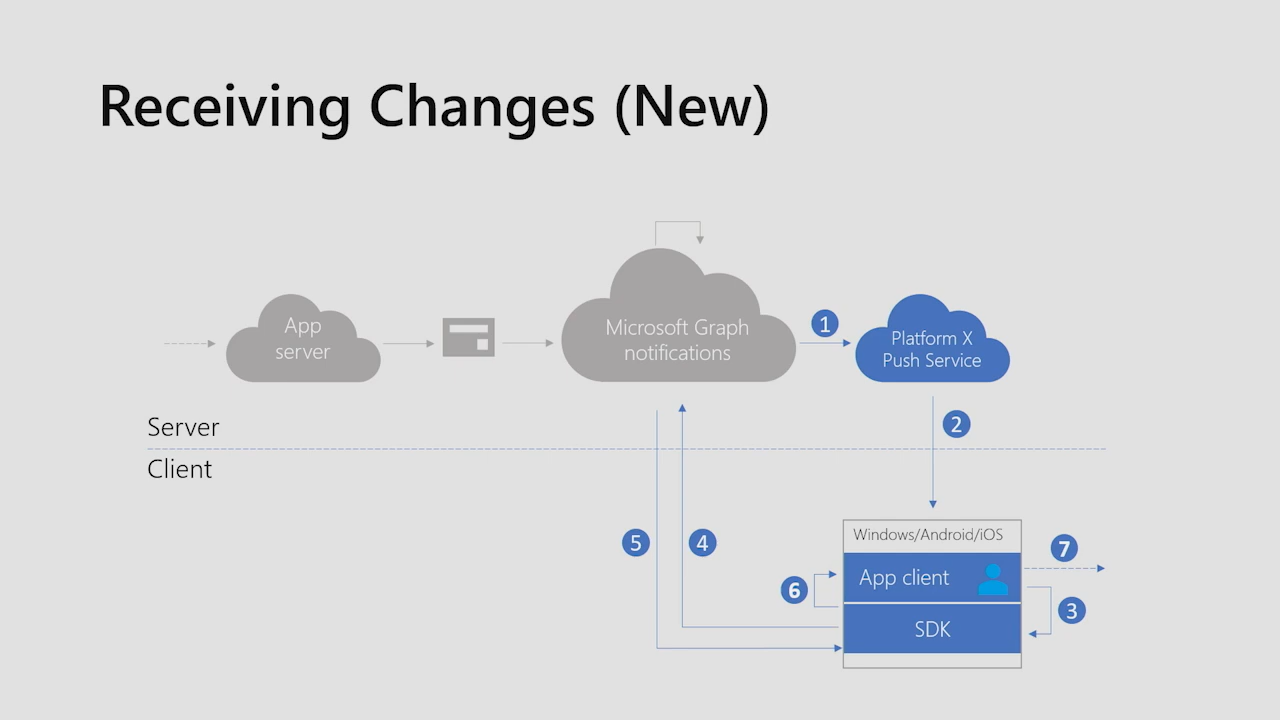 Receiving Changes (New)
App
server
Microsoft Graph
notifications
1
Platform X
Push Service
2
Server
Client
5
4
Windows/Android/iOS
App client
7
6
3
SDK